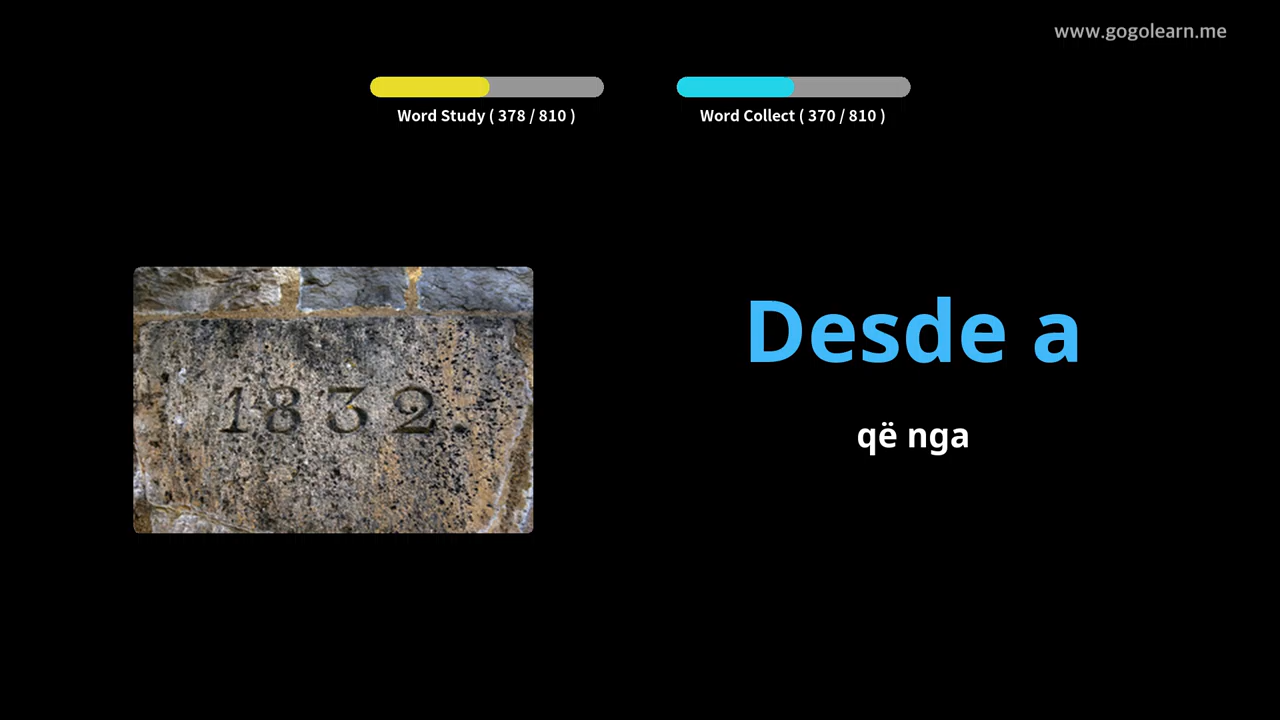 www.gogolearn.me
Word Study ( 378 / 810 )
Word Collect ( 370 / 810 )
1832.
Desde a
që nga